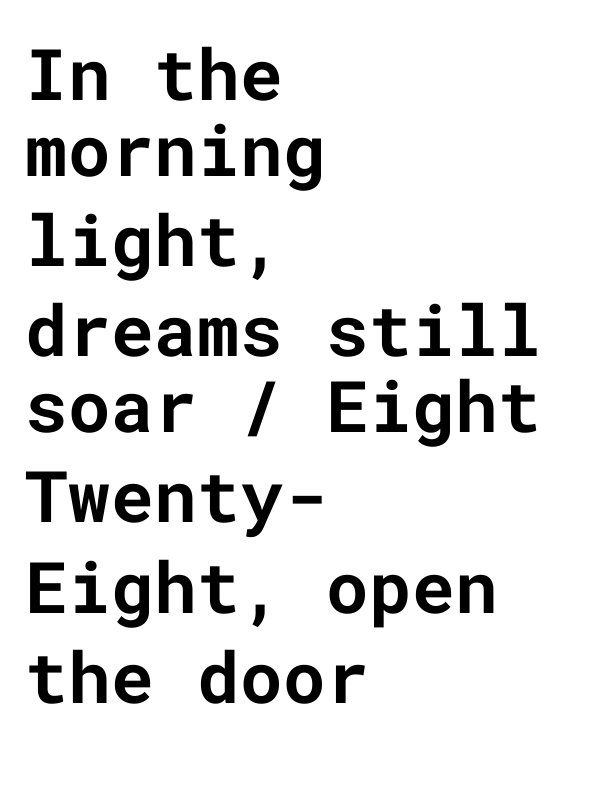 In the
morning
light,
dreams still
soar / Eight
Twenty-
Eight, open
the door